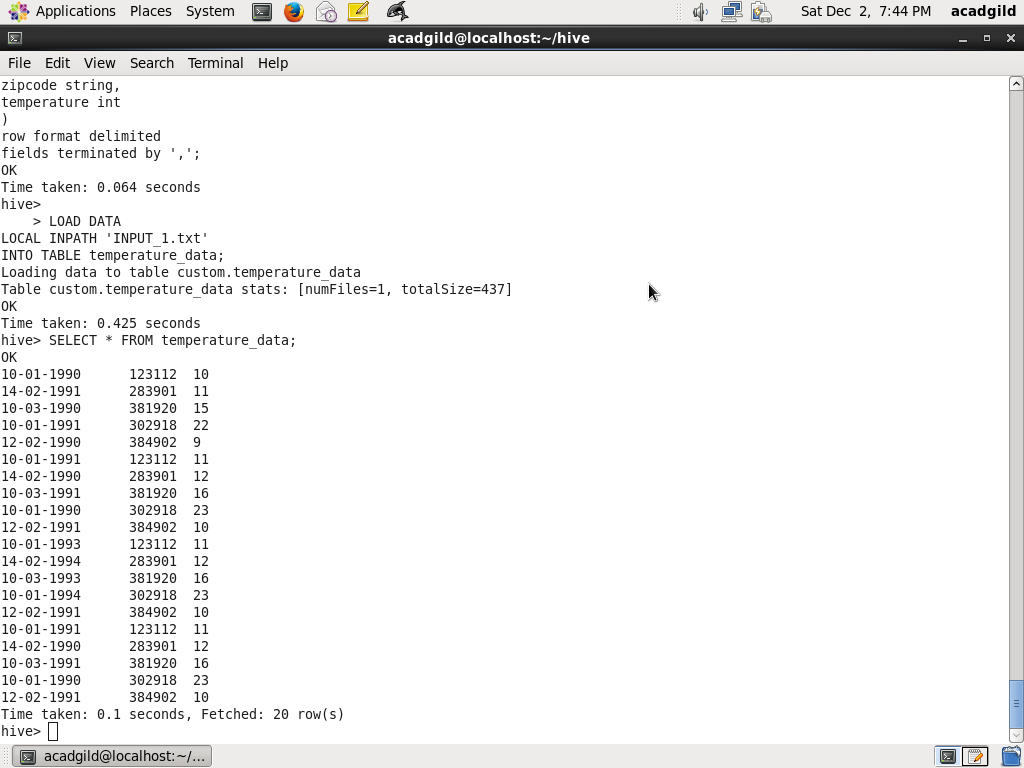 Applications Places System Sat Dec 2, 7:44 PM acadgild
acadgild@localhost:~/hive
File Edit View Search Terminal Help
zipcode string,
temperature int
)
row format delimited
fields terminated by ',';
OK
Time taken: 0.064 seconds
hive>
    > LOAD DATA
LOCAL INPATH 'INPUT_1.txt'
INTO TABLE temperature_data;
Loading data to table custom.temperature_data
Table custom.temperature_data stats: [numFiles=1, totalSize=437]
OK
Time taken: 0.425 seconds
hive> SELECT * FROM temperature_data;
OK
10-01-1990 123112 10
14-02-1991 283901 11
10-03-1990 381920 15
10-01-1991 302918 22
12-02-1990 384902 9
10-01-1991 123112 11
14-02-1990 283901 12
10-03-1991 381920 16
10-01-1990 302918 23
12-02-1991 384902 10
10-01-1993 123112 11
14-02-1994 283901 12
10-03-1993 381920 16
10-01-1994 302918 23
12-02-1991 384902 10
10-01-1991 123112 11
14-02-1990 283901 12
10-03-1991 381920 16
10-01-1990 302918 23
12-02-1991 384902 10
Time taken: 0.1 seconds, Fetched: 20 row(s)
hive>
acadgild@localhost:~/...